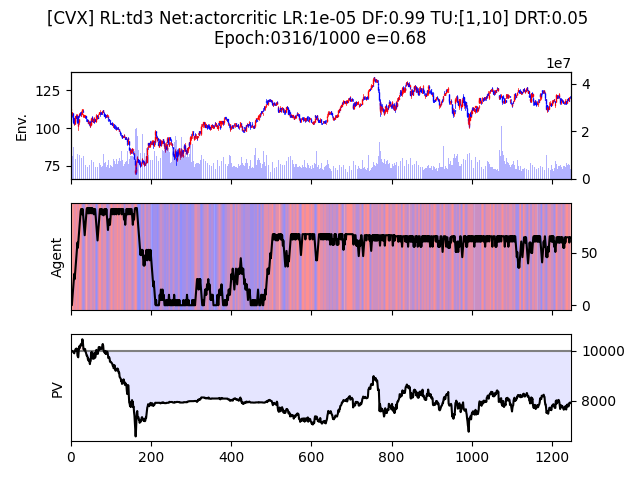 [CVX] RL:td3 Net:actorcritic LR:1e-05 DF:0.99 TU:[1,10] DRT:0.05
Epoch:0316/1000 e=0.68
1e7
125
100
75
Env.
4
2
0
Agent
50
0
PV
10000
8000
0 200 400 600 800 1000 1200